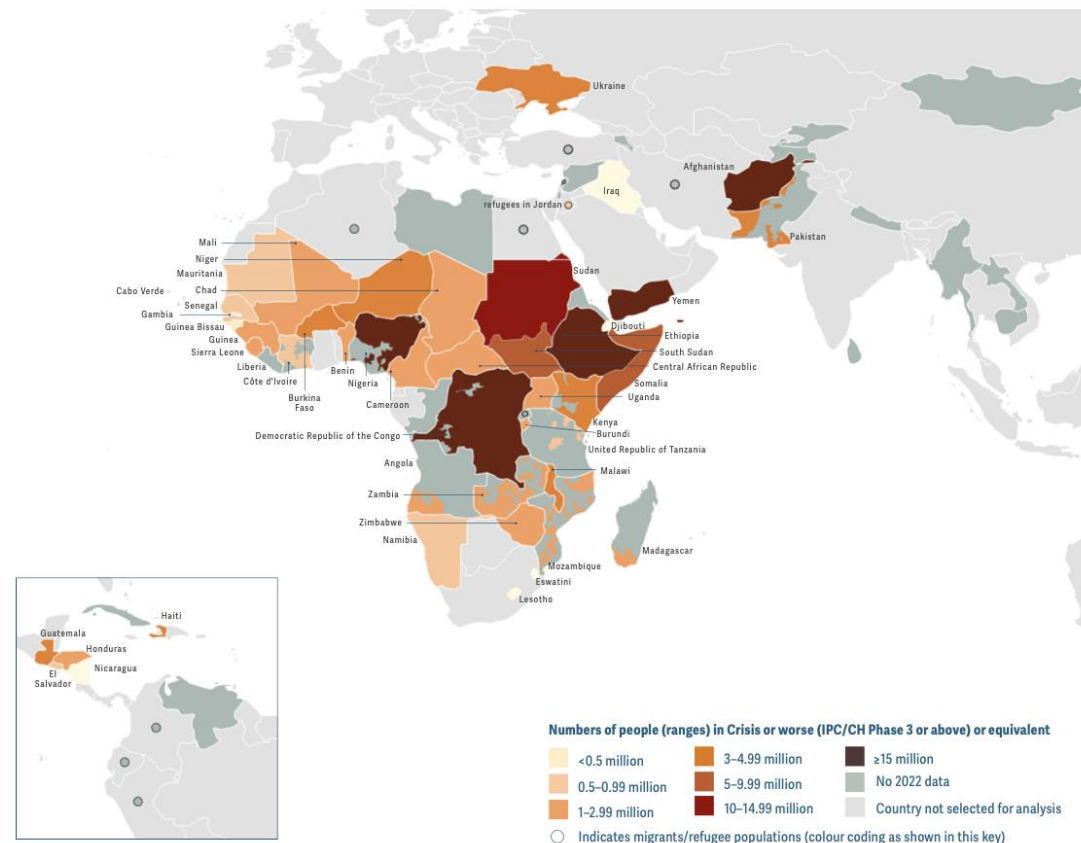 Ukraine
Afghanistan
Iraq
refugees in Jordan
Pakistan
Mali
Niger
Mauritania
Chad
Cabo Verde
Senegal
Gambia
Guinea Bissau
Guinea
Sierra Leone
Liberia
Côte d'Ivoire
Burkina
Faso
Benin
Nigeria
Cameroon
Sudan
Yemen
Djibouti
Ethiopia
South Sudan
Central African Republic
Somalia
Uganda
Kenya
Burundi
United Republic of Tanzania
Democratic Republic of the Congo
Angola
Malawi
Zambia
Zimbabwe
Namibia
Madagascar
Mozambique
Eswatini
Lesotho
Haiti
Guatemala
Honduras
El
Salvador
Nicaragua
Numbers of people (ranges) in Crisis or worse (IPC/CH Phase 3 or above) or equivalent
<0.5 million
0.5–0.99 million
1–2.99 million
3–4.99 million
5–9.99 million
10–14.99 million
≥15 million
No 2022 data
Country not selected for analysis
Indicates migrants/refugee populations (colour coding as shown in this key)